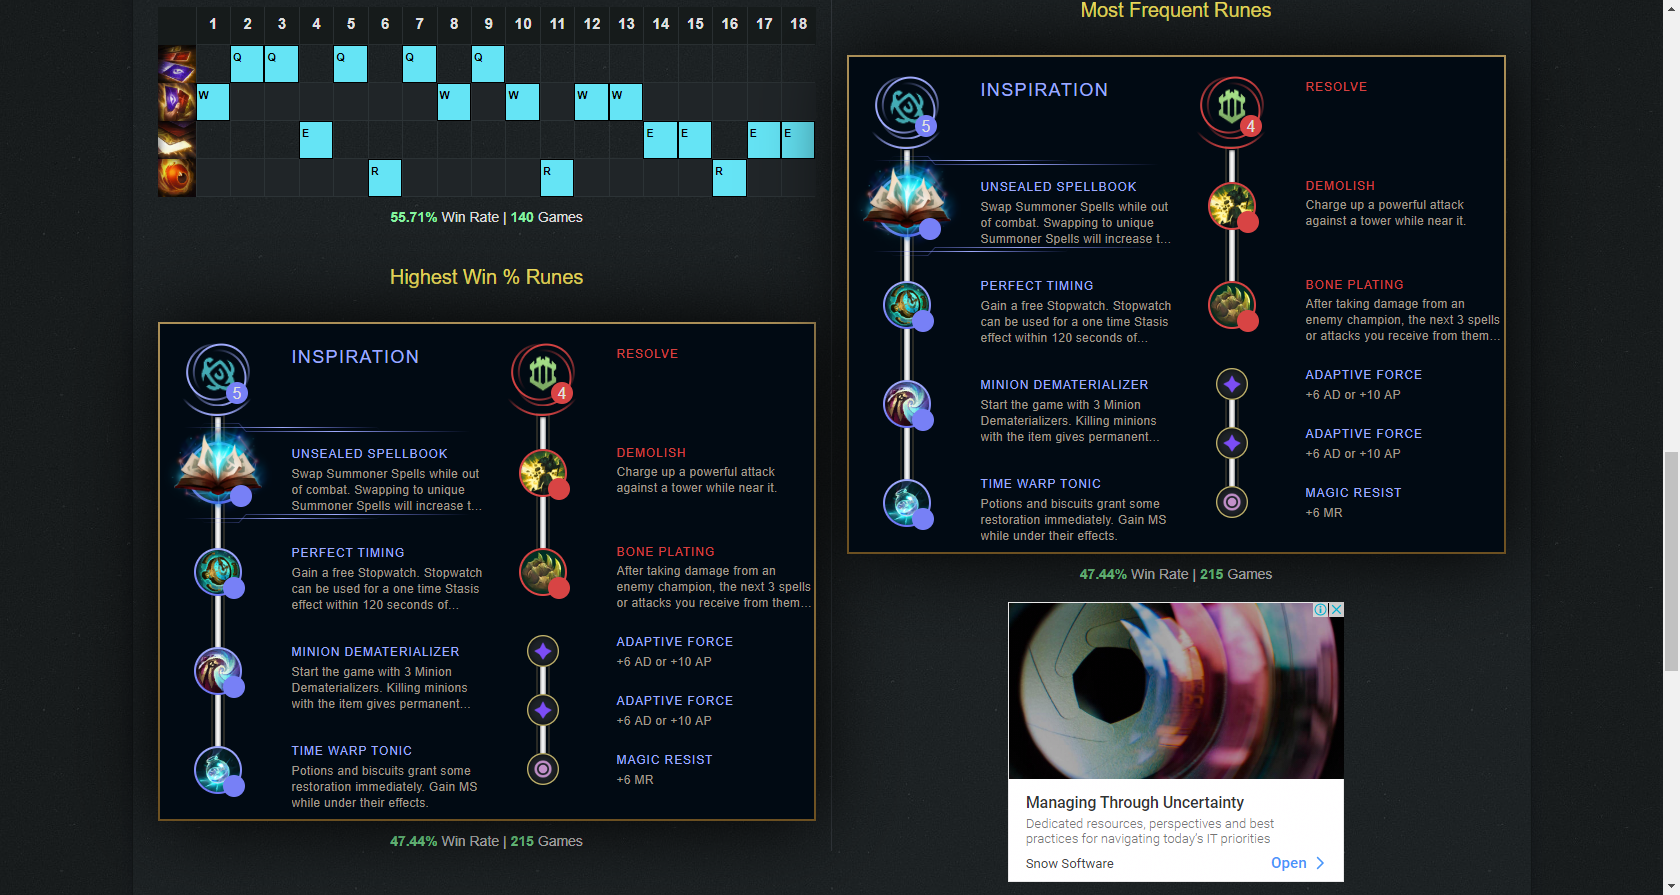 1 2 3 4 5 6 7 8 9 10 11 12 13 14 15 16 17 18
Q Q Q Q Q
W W W W W
E E E E E
R R R
55.71% Win Rate | 140 Games
Highest Win % Runes
5
INSPIRATION
4
RESOLVE
UNSEALED SPELLBOOK
Swap Summoner Spells while out
of combat. Swapping to unique
Summoner Spells will increase t...
DEMOLISH
Charge up a powerful attack
against a tower while near it.
PERFECT TIMING
Gain a free Stopwatch. Stopwatch
can be used for a one time Stasis
effect within 120 seconds of...
BONE PLATING
After taking damage from an
enemy champion, the next 3 spells
or attacks you receive from them...
MINION DEMATERIALIZER
Start the game with 3 Minion
Dematerializers. Killing minions
with the item gives permanent...
ADAPTIVE FORCE
+6 AD or +10 AP
ADAPTIVE FORCE
+6 AD or +10 AP
TIME WARP TONIC
Potions and biscuits grant some
restoration immediately. Gain MS
while under their effects.
MAGIC RESIST
+6 MR
47.44% Win Rate | 215 Games
Most Frequent Runes
5
INSPIRATION
4
RESOLVE
UNSEALED SPELLBOOK
Swap Summoner Spells while out
of combat. Swapping to unique
Summoner Spells will increase t...
DEMOLISH
Charge up a powerful attack
against a tower while near it.
PERFECT TIMING
Gain a free Stopwatch. Stopwatch
can be used for a one time Stasis
effect within 120 seconds of...
BONE PLATING
After taking damage from an
enemy champion, the next 3 spells
or attacks you receive from them...
MINION DEMATERIALIZER
Start the game with 3 Minion
Dematerializers. Killing minions
with the item gives permanent...
ADAPTIVE FORCE
+6 AD or +10 AP
ADAPTIVE FORCE
+6 AD or +10 AP
TIME WARP TONIC
Potions and biscuits grant some
restoration immediately. Gain MS
while under their effects.
MAGIC RESIST
+6 MR
47.44% Win Rate | 215 Games
Managing Through Uncertainty
Dedicated resources, perspectives and best
practices for navigating today's IT priorities
Snow Software
Open